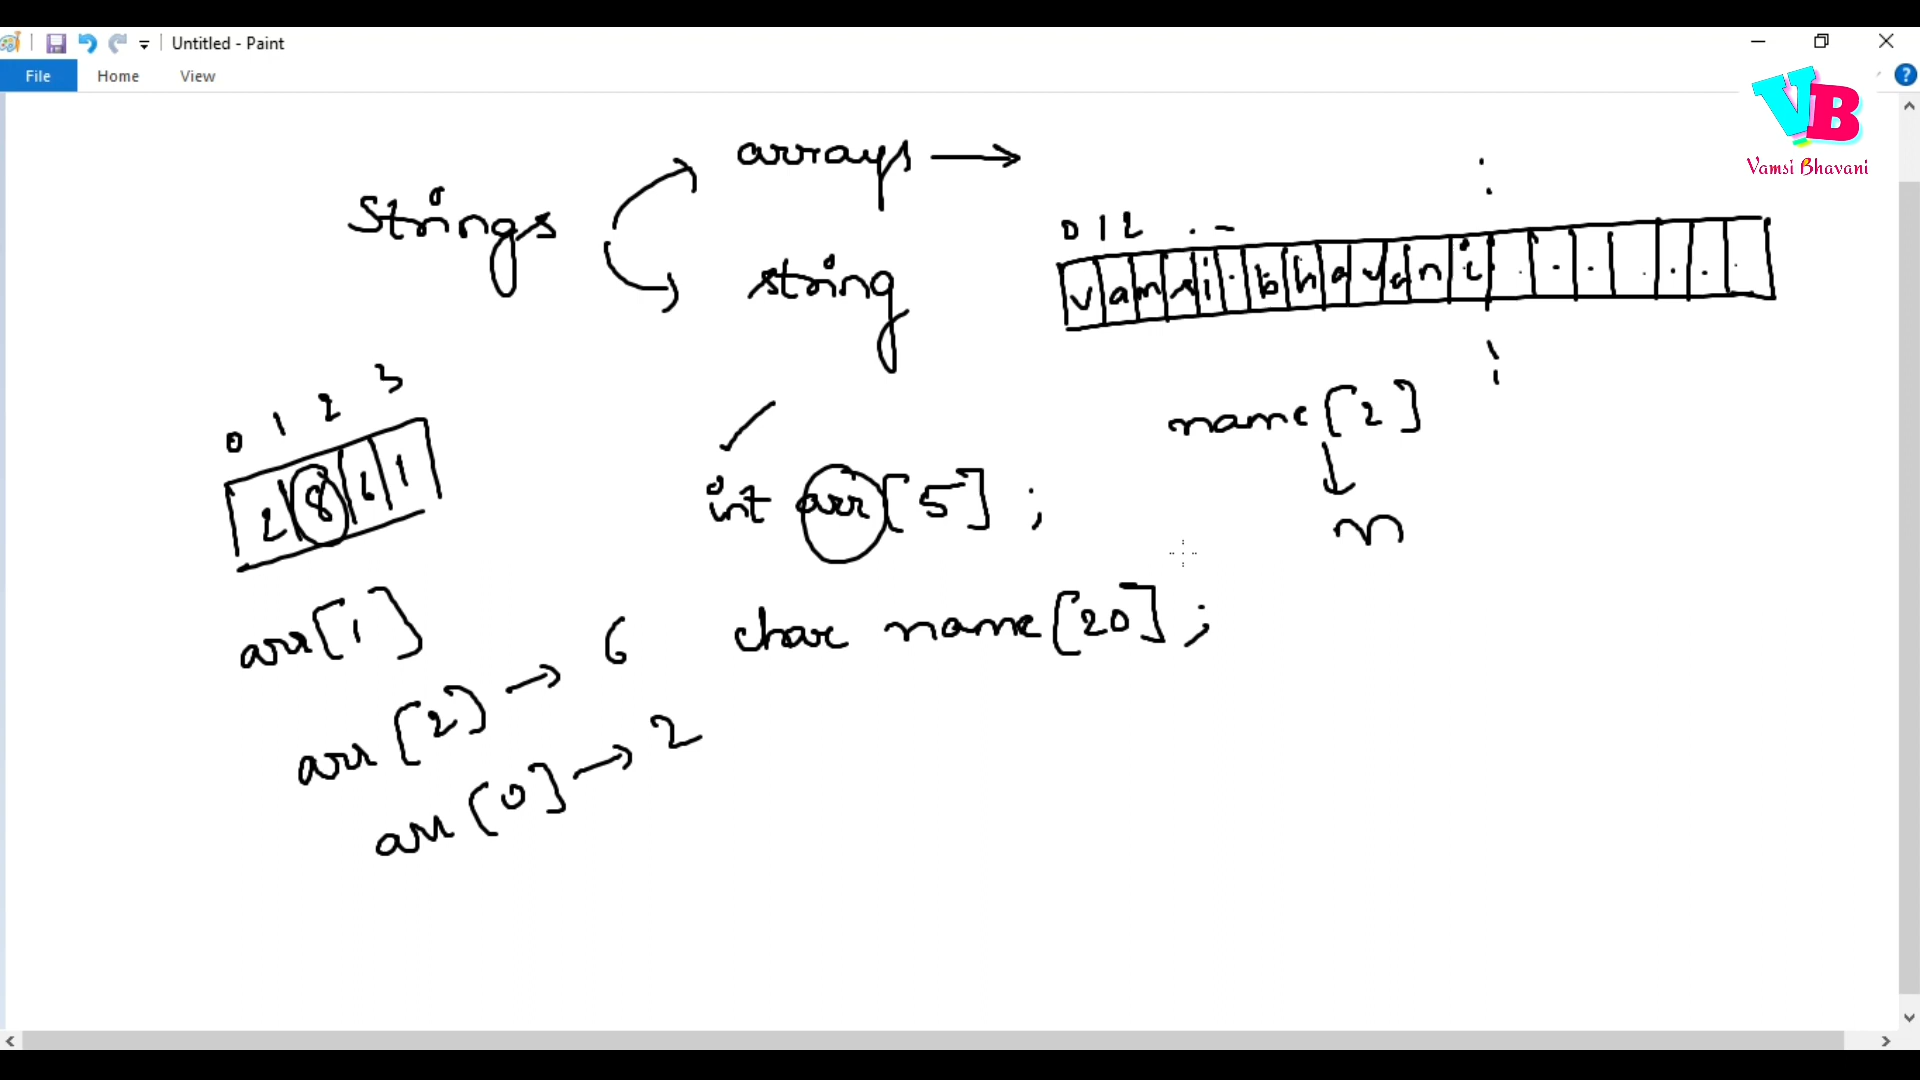 Untitled - Paint
File Home View
VB
Vamsi Bhavani
Strings
arrays
string
0 1 2 . -
v a m s i . b h a v a n i . . . . . . .
0 1 2 3
2 8 6 1
name[2]
m
int arr[5];
char name[20];
arr[1]
arr[2] → 6
arr[0] → 2